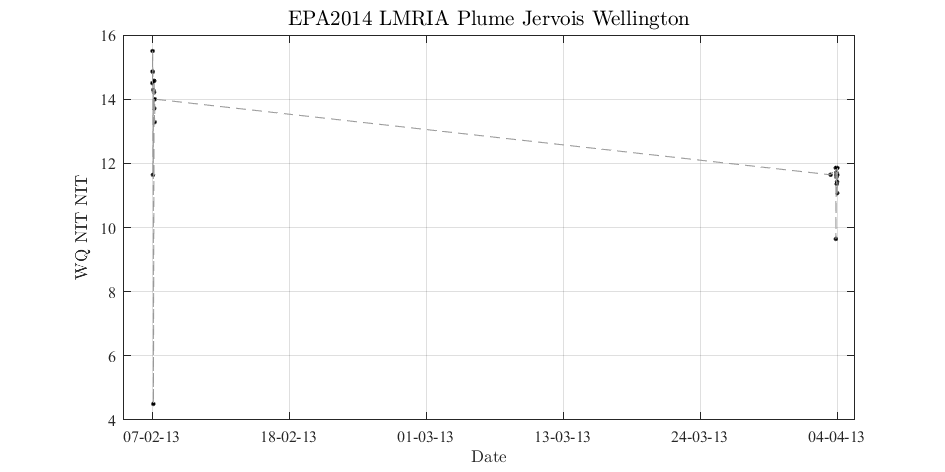 EPA2014 LMRIA Plume Jervois Wellington
16
14
12
10
8
6
4
WQ NIT NIT
07-02-13 18-02-13 01-03-13 13-03-13 24-03-13 04-04-13
Date